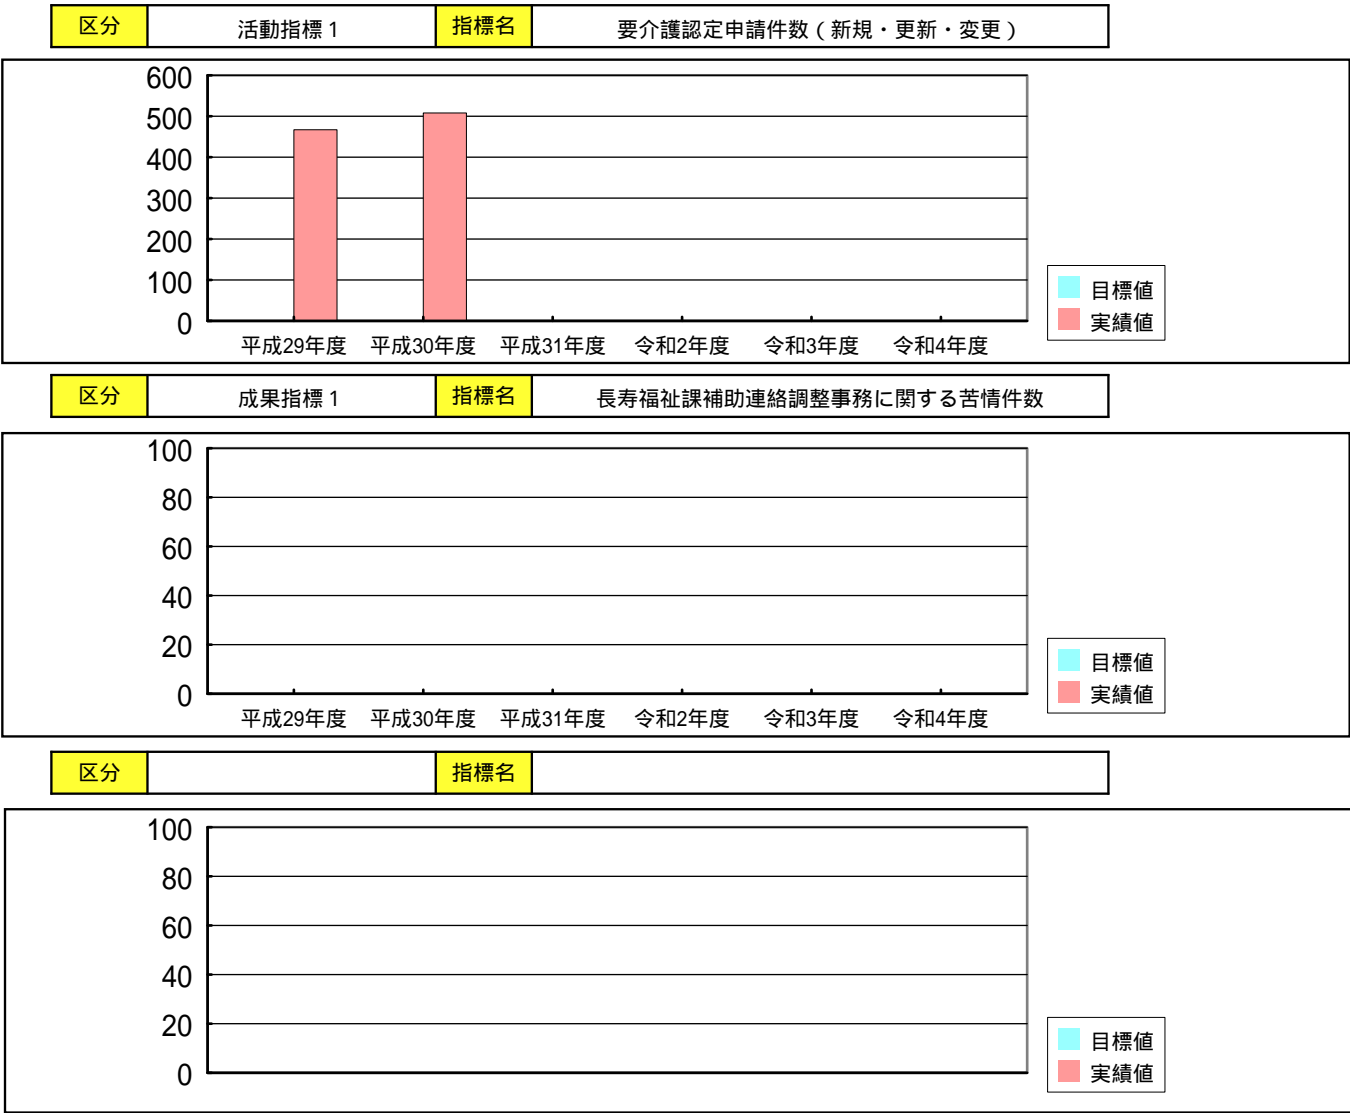 区分 活動指標1 指標名 要介護認定申請件数(新規・更新・変更)
600
500
400
300
200
100
0
平成29年度 平成30年度 平成31年度 令和2年度 令和3年度 令和4年度
目標値
実績値
区分 成果指標1 指標名 長寿福祉課補助連絡調整事務に関する苦情件数
100
80
60
40
20
0
平成29年度 平成30年度 平成31年度 令和2年度 令和3年度 令和4年度
目標値
実績値
区分 指標名
100
80
60
40
20
0
目標値
実績値